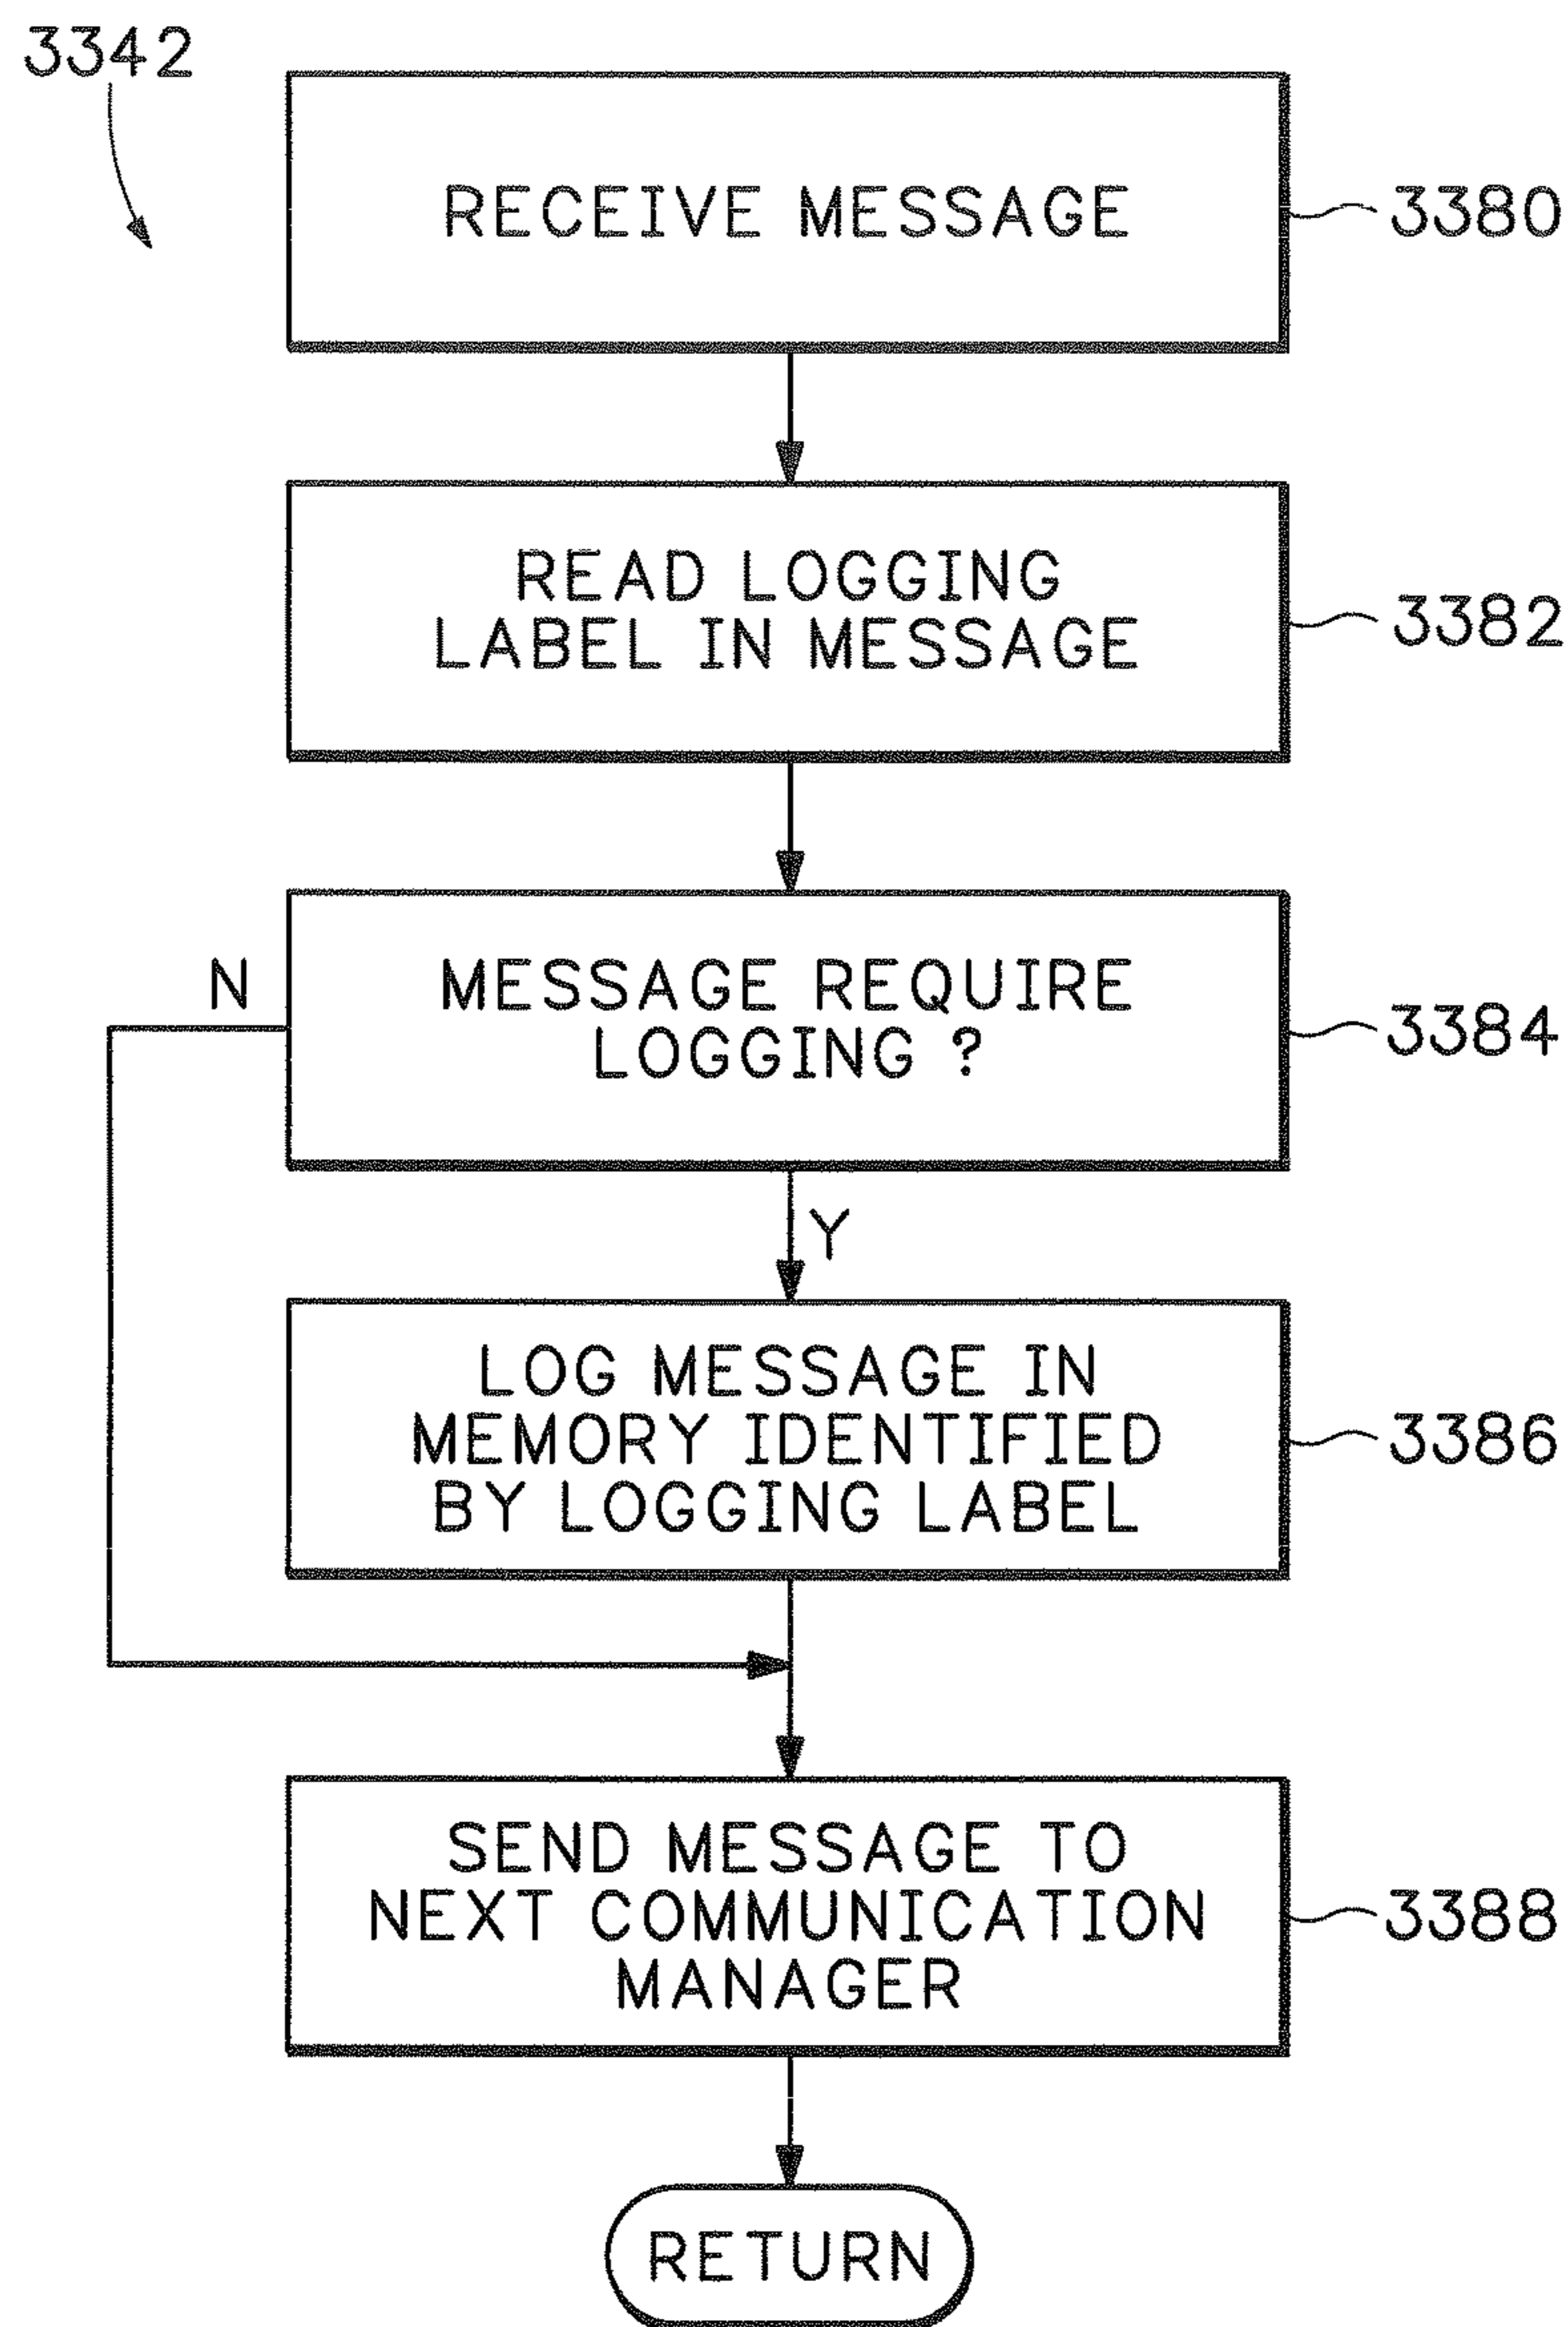 3342
RECEIVE MESSAGE
3380
READ LOGGING
LABEL IN MESSAGE
3382
N
MESSAGE REQUIRE
LOGGING ?
3384
Y
LOG MESSAGE IN
MEMORY IDENTIFIED
BY LOGGING LABEL
3386
SEND MESSAGE TO
NEXT COMMUNICATION
MANAGER
3388
RETURN